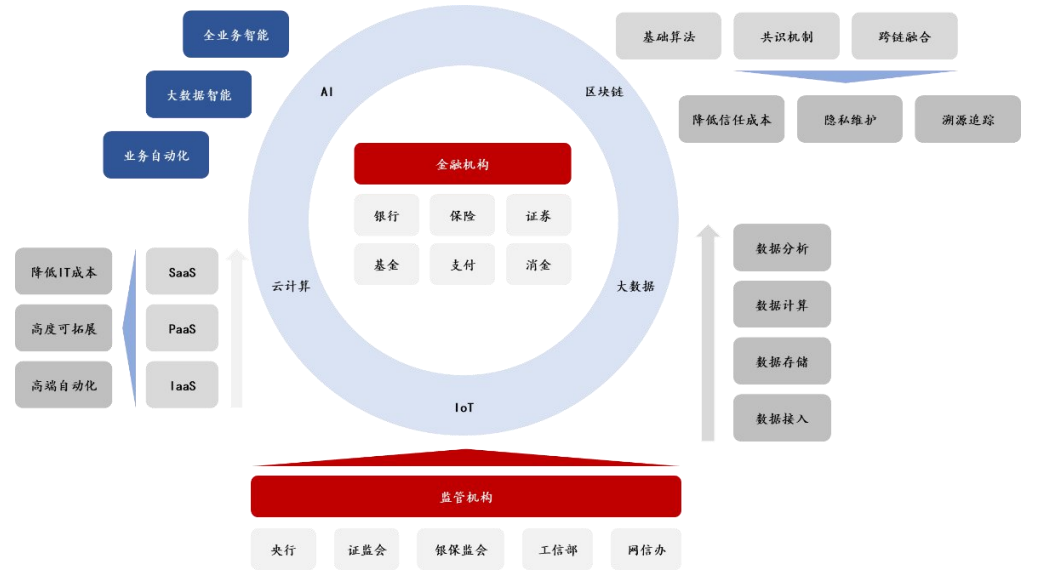 全业务智能
大数据智能
业务自动化
AI
区块链
基础算法
共识机制
跨链融合
降低信任成本
隐私维护
溯源追踪
金融机构
银行
保险
证券
基金
支付
消金
降低IT成本
高度可拓展
高端自动化
SaaS
PaaS
IaaS
云计算
大数据
数据分析
数据计算
数据存储
数据接入
IoT
监管机构
央行
证监会
银保监会
工信部
网信办